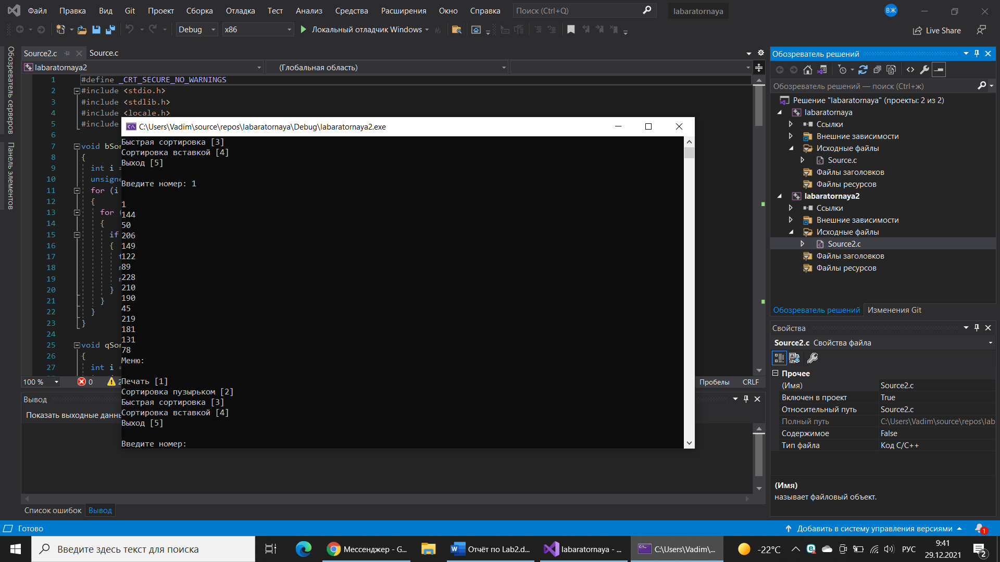 Файл Правка Вид Git Проект Сборка Отладка Тест Анализ Средства Расширения Окно Справка Поиск (Ctrl+Q) labaratornaya ВЖ
Debug x86 Локальный отладчик Windows Live Share
Обозреватель серверов
Панель элементов
Source2.c Source.c
labaratornaya2 (Глобальная область)
1 #define _CRT_SECURE_NO_WARNINGS
2 #include <stdio.h>
3 #include <stdlib.h>
4 #include <locale.h>
5 #include
6
7 void bSor
8 {
9 int i =
10 unsigne
11 for (i
12 {
13 for (
14 {
15 if
16 {
17
18
19
20 }
21 }
22 }
23 }
24
25 void qSor
26 {
27 int i =
100 % 0 2 Пробелы CRLF
C:\Users\Vadim\source\repos\labaratornaya\Debug\labaratornaya2.exe
Быстрая сортировка [3]
Сортировка вставкой [4]
Выход [5]
Введите номер: 1
1
144
50
206
149
122
89
228
210
190
45
219
181
131
78
Меню:
Печать [1]
Сортировка пузырьком [2]
Быстрая сортировка [3]
Сортировка вставкой [4]
Выход [5]
Введите номер:
Вывод
Показать выходные данны
Список ошибок Вывод
Обозреватель решений
Обозреватель решений — поиск (Ctrl+ж)
Решение "labaratornaya" (проекты: 2 из 2)
labaratornaya
Ссылки
Внешние зависимости
Исходные файлы
Source.c
Файлы заголовков
Файлы ресурсов
labaratornaya2
Ссылки
Внешние зависимости
Исходные файлы
Source2.c
Файлы заголовков
Файлы ресурсов
Обозреватель решений Изменения Git
Свойства
Source2.c Свойства файла
Прочее
(Имя) Source2.c
Включен в проект True
Относительный путь Source2.c
Полный путь C:\Users\Vadim\source\repos\lab
Содержимое False
Тип файла Код C/C++
(Имя)
называет файловый объект.
Готово Добавить в систему управления версиями 1
Введите здесь текст для поиска Мессенджер - G... Отчёт по Lab2.d... labaratornaya - ... C:\Users\Vadim\... -22°C РУС 9:41
29.12.2021 2